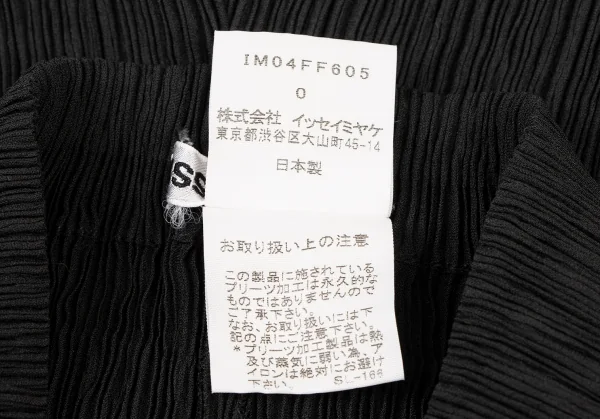 IM04FF605
0
株式会社 イッセイミヤケ
東京都渋谷区大山町45-14
日本製
SS
お取り扱い上の注意
この製品に施されている
プリーツ加工は永久的な
ものではありませんので
ご了承下さい。
なお、お取り扱いには下
記の点にご注意下さい。
*プリーツ加工製品は熱
及び蒸気に弱い為、ア
イロンは絶対にお避け
下さい。 SL-168